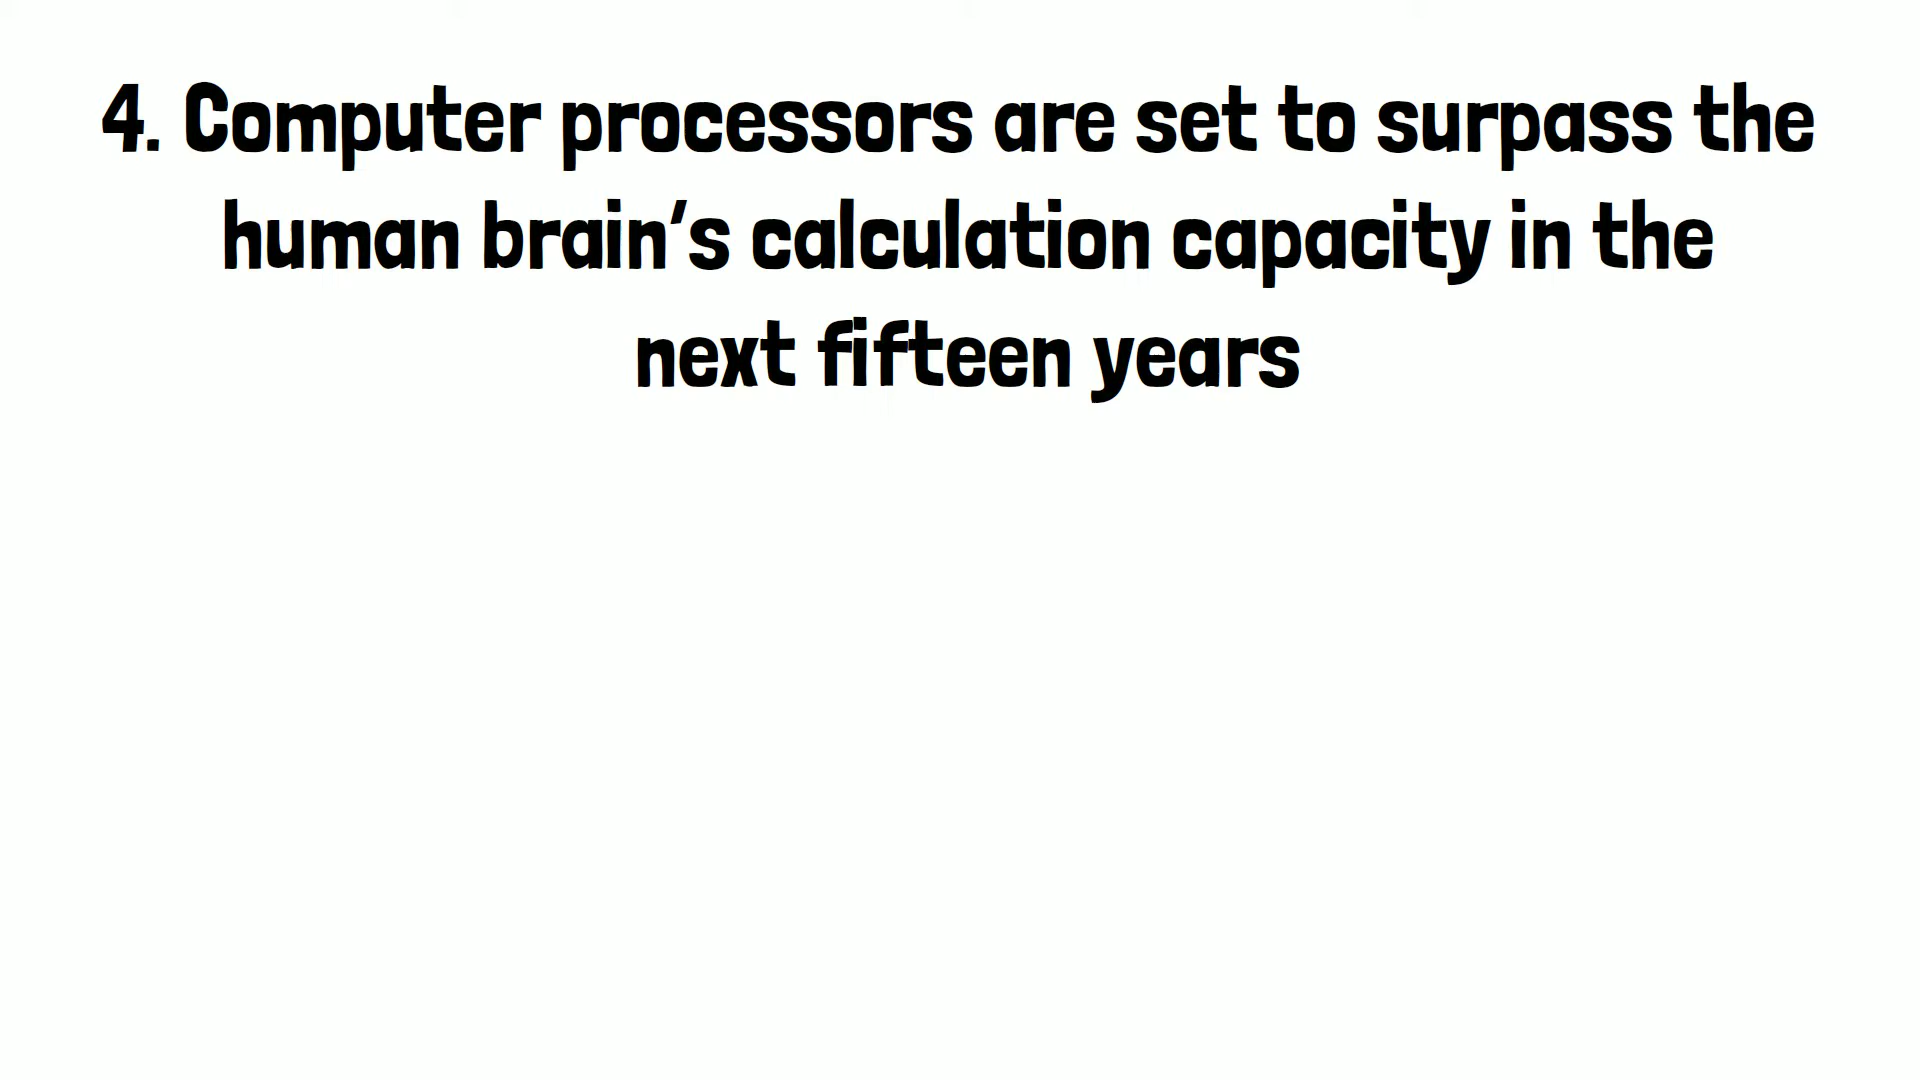 4. Computer processors are set to surpass the
human brain's calculation capacity in the
next fifteen years